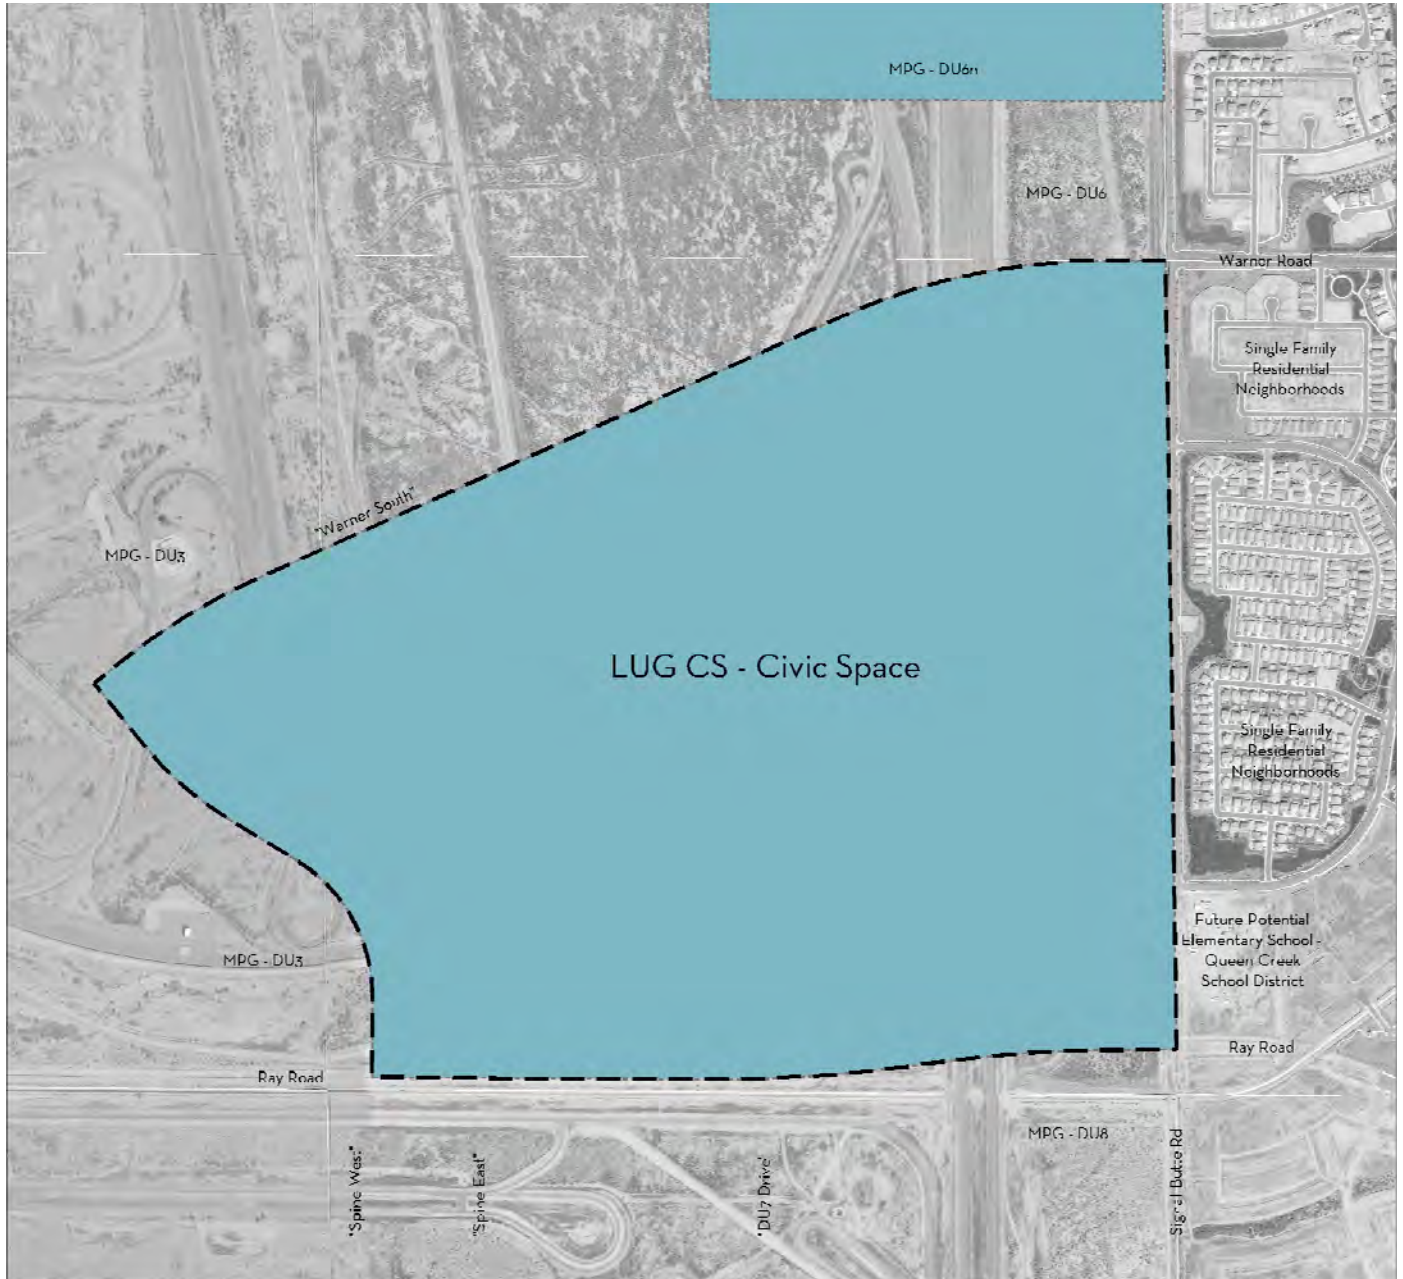 MPG - DU6n
MPG - DU6
Warner Road
Single Family
Residential
Neighborhoods
"Warner South"
MPG - DU3
LUG CS - Civic Space
Single Family
Residential
Neighborhoods
Future Potential
Elementary School -
Queen Creek
School District
MPG - DU3
Ray Road
Ray Road
MPG - DU8
"Spine West"
"Spine East"
"DU7 Drive"
Signal Butte Rd